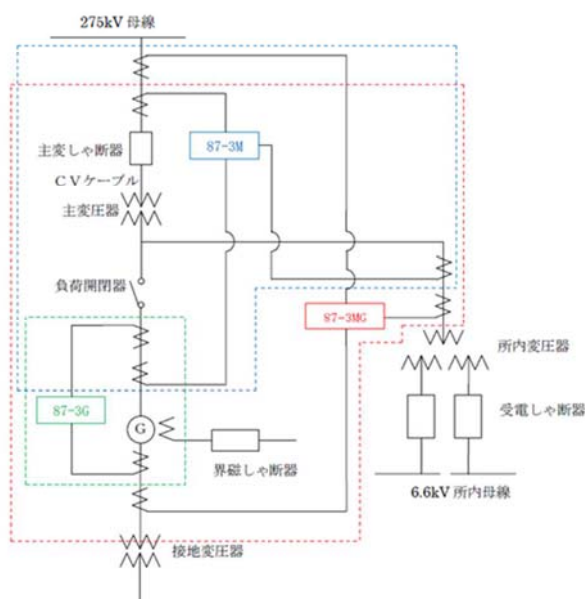 275kV 母線
主変しゃ断器
87-3M
CVケーブル
主変圧器
負荷開閉器
87-3MG
所内変圧器
87-3G
G
受電しゃ断器
界磁しゃ断器
6.6kV 所内母線
接地変圧器